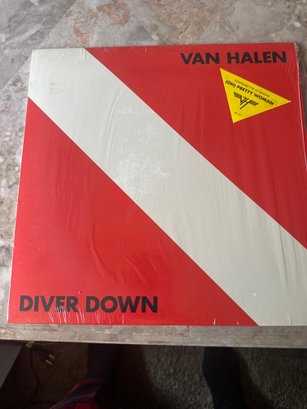 VAN HALEN
(OH) PRETTY WOMAN
DIVER DOWN